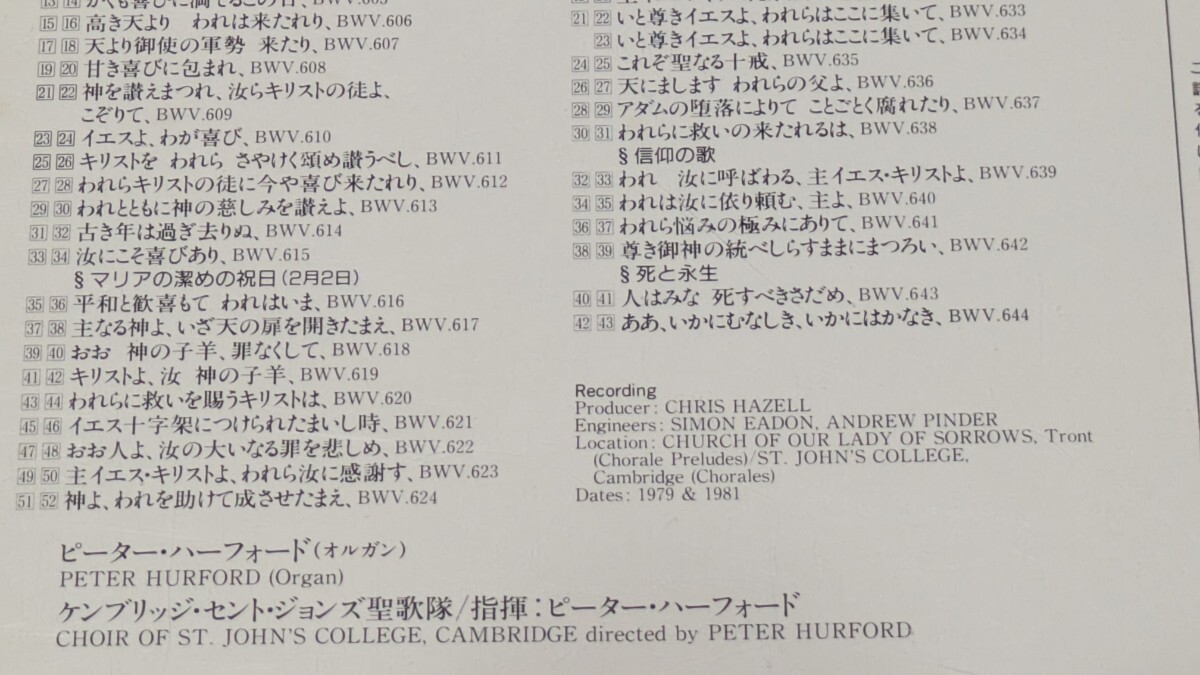 13 14 かくも喜びに満てるこの日、BWV.605
15 16 高き天より われは来たれり、BWV.606
17 18 天より御使の軍勢 来たり、BWV.607
19 20 甘き喜びに包まれ、BWV.608
21 22 神を讃えまつれ、汝らキリストの徒よ、
こぞりて、BWV.609
23 24 イエスよ、わが喜び、BWV.610
25 26 キリストを われら さやけく頌め讃うべし、BWV.611
27 28 われらキリストの徒に今や喜び来たれり、BWV.612
29 30 われとともに神の慈しみを讃えよ、BWV.613
31 32 古き年は過ぎ去りぬ、BWV.614
33 34 汝にこそ喜びあり、BWV.615
§マリアの潔めの祝日(2月2日)
35 36 平和と歓喜もて われはいま、BWV.616
37 38 主なる神よ、いざ天の扉を開きたまえ、BWV.617
39 40 おお 神の子羊、罪なくして、BWV.618
41 42 キリストよ、汝 神の子羊、BWV.619
43 44 われらに救いを賜うキリストは、BWV.620
45 46 イエス十字架につけられたまいし時、BWV.621
47 48 おお人よ、汝の大いなる罪を悲しめ、BWV.622
49 50 主イエス・キリストよ、われら汝に感謝す、BWV.623
51 52 神よ、われを助けて成させたまえ、BWV.624
21 22 いと尊きイエスよ、われらはここに集いて、BWV.633
23 いと尊きイエスよ、われらはここに集いて、BWV.634
24 25 これぞ聖なる十戒、BWV.635
26 27 天にまします われらの父よ、BWV.636
28 29 アダムの堕落によりて ことごとく腐れたり、BWV.637
30 31 われらに救いの来たれるは、BWV.638
§信仰の歌
32 33 われ 汝に呼ばわる、主イエス・キリストよ、BWV.639
34 35 われは汝に依り頼む、主よ、BWV.640
36 37 われら悩みの極みにありて、BWV.641
38 39 尊き御神の統べしらすままにまつろい、BWV.642
§死と永生
40 41 人はみな 死すべきさだめ、BWV.643
42 43 ああ、いかにむなしき、いかにはかなき、BWV.644
Recording
Producer: CHRIS HAZELL
Engineers: SIMON EADON, ANDREW PINDER
Location: CHURCH OF OUR LADY OF SORROWS, Tront
(Chorale Preludes)/ST. JOHN'S COLLEGE,
Cambridge (Chorales)
Dates: 1979 & 1981
ピーター・ハーフォード(オルガン)
PETER HURFORD (Organ)
ケンブリッジ・セント・ジョンズ聖歌隊/指揮:ピーター・ハーフォード
CHOIR OF ST. JOHN'S COLLEGE, CAMBRIDGE directed by PETER HURFORD